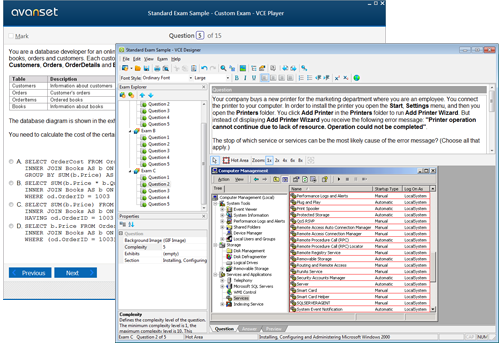 avanset
Standard Exam Sample - Custom Exam - VCE Player
Mark
Question 5 of 15
You are a database developer for an onli
books, orders and customers. Each custo
Customers, Orders, OrderDetails and B
Table Description
Customers Information about customers
Orders Customer's orders
OrderItems Ordered books
Books Information about books
The database diagram is shown in the exh
You need to calculate the cost of the certa
A SELECT OrderCost FROM Or
INNER JOIN Books AS b ON
GROUP BY SUM(b.Price) AS
B SELECT SUM(b.Price * b.Q
INNER JOIN Books AS b ON
WHERE od.OrderID = 1003
C SELECT SUM(b.Price) FROM
INNER JOIN Books AS b ON
HAVING od.OrderID = 1003
D SELECT b.Price FROM Order
INNER JOIN Books AS b ON
WHERE (od.OrderID = 1003
Previous Next
Standard Exam Sample - VCE Designer
File Edit View Exam Help
Font Style: Ordinary Font Large
Exam Explorer
Question 2
Question 3
Question 4
Question 5
Exam B
Question 1
Question 2
Question 3
Question 4
Question 5
Exam C
Question 1
Question 2
Question 3
Question 4
Question 5
Properties
Question
Background Image (GIF Image)
Complexity 5
Exhibits (empty)
Section Installing, Configuring
Complexity
Defines the complexity level of the question.
The minimum complexity level is 1, the
maximum complexity level is 10. This
Question
Your company buys a new printer for the marketing department where you are an employee. You connect
the printer to your computer. In order to install the printer you open the Start, Settings menu, and then you
open the Printers folder. You click Add Printer in the Printers folder to run Add Printer Wizard. But
instead of displaying Add Printer Wizard you receive the following error message: "Printer operation
cannot continue due to lack of resource. Operation could not be completed".
The stop of which service or services can be the most likely cause of the error message? (Choose all that
apply.)
Hot Area Zoom: 1x 2x 4x 6x 8x
Computer Management
Action View
Tree
Computer Management (Local)
System Tools
Event Viewer
System Information
Performance Logs and Alerts
Shared Folders
Device Manager
Local Users and Groups
Storage
Disk Management
Disk Defragmenter
Logical Drives
Removable Storage
Services and Applications
Telephony
Microsoft SQL Servers
WMI Control
Services
Indexing Service
Name Startup Type Log On As
Performance Logs and Alerts Manual LocalSystem
Plug and Play Automatic LocalSystem
Print Spooler Automatic LocalSystem
Protected Storage Automatic LocalSystem
QoS RSVP Manual LocalSystem
Remote Access Auto Connection Manager Manual LocalSystem
Remote Access Connection Manager Manual LocalSystem
Remote Procedure Call (RPC) Automatic LocalSystem
Remote Procedure Call (RPC) Locator Manual LocalSystem
Remote Registry Service Automatic LocalSystem
Removable Storage Automatic LocalSystem
Routing and Remote Access Disabled LocalSystem
RunAs Service Automatic LocalSystem
Security Accounts Manager Automatic LocalSystem
Server Automatic LocalSystem
Smart Card Manual LocalSystem
Smart Card Helper Manual LocalSystem
SQLSERVERAGENT Manual LocalSystem
System Event Notification Automatic LocalSystem
Question Answer Preview
Exam C Question 2 of 5 Hot Area Installing, Configuring and Administering Microsoft Windows 2000 CAP NUM